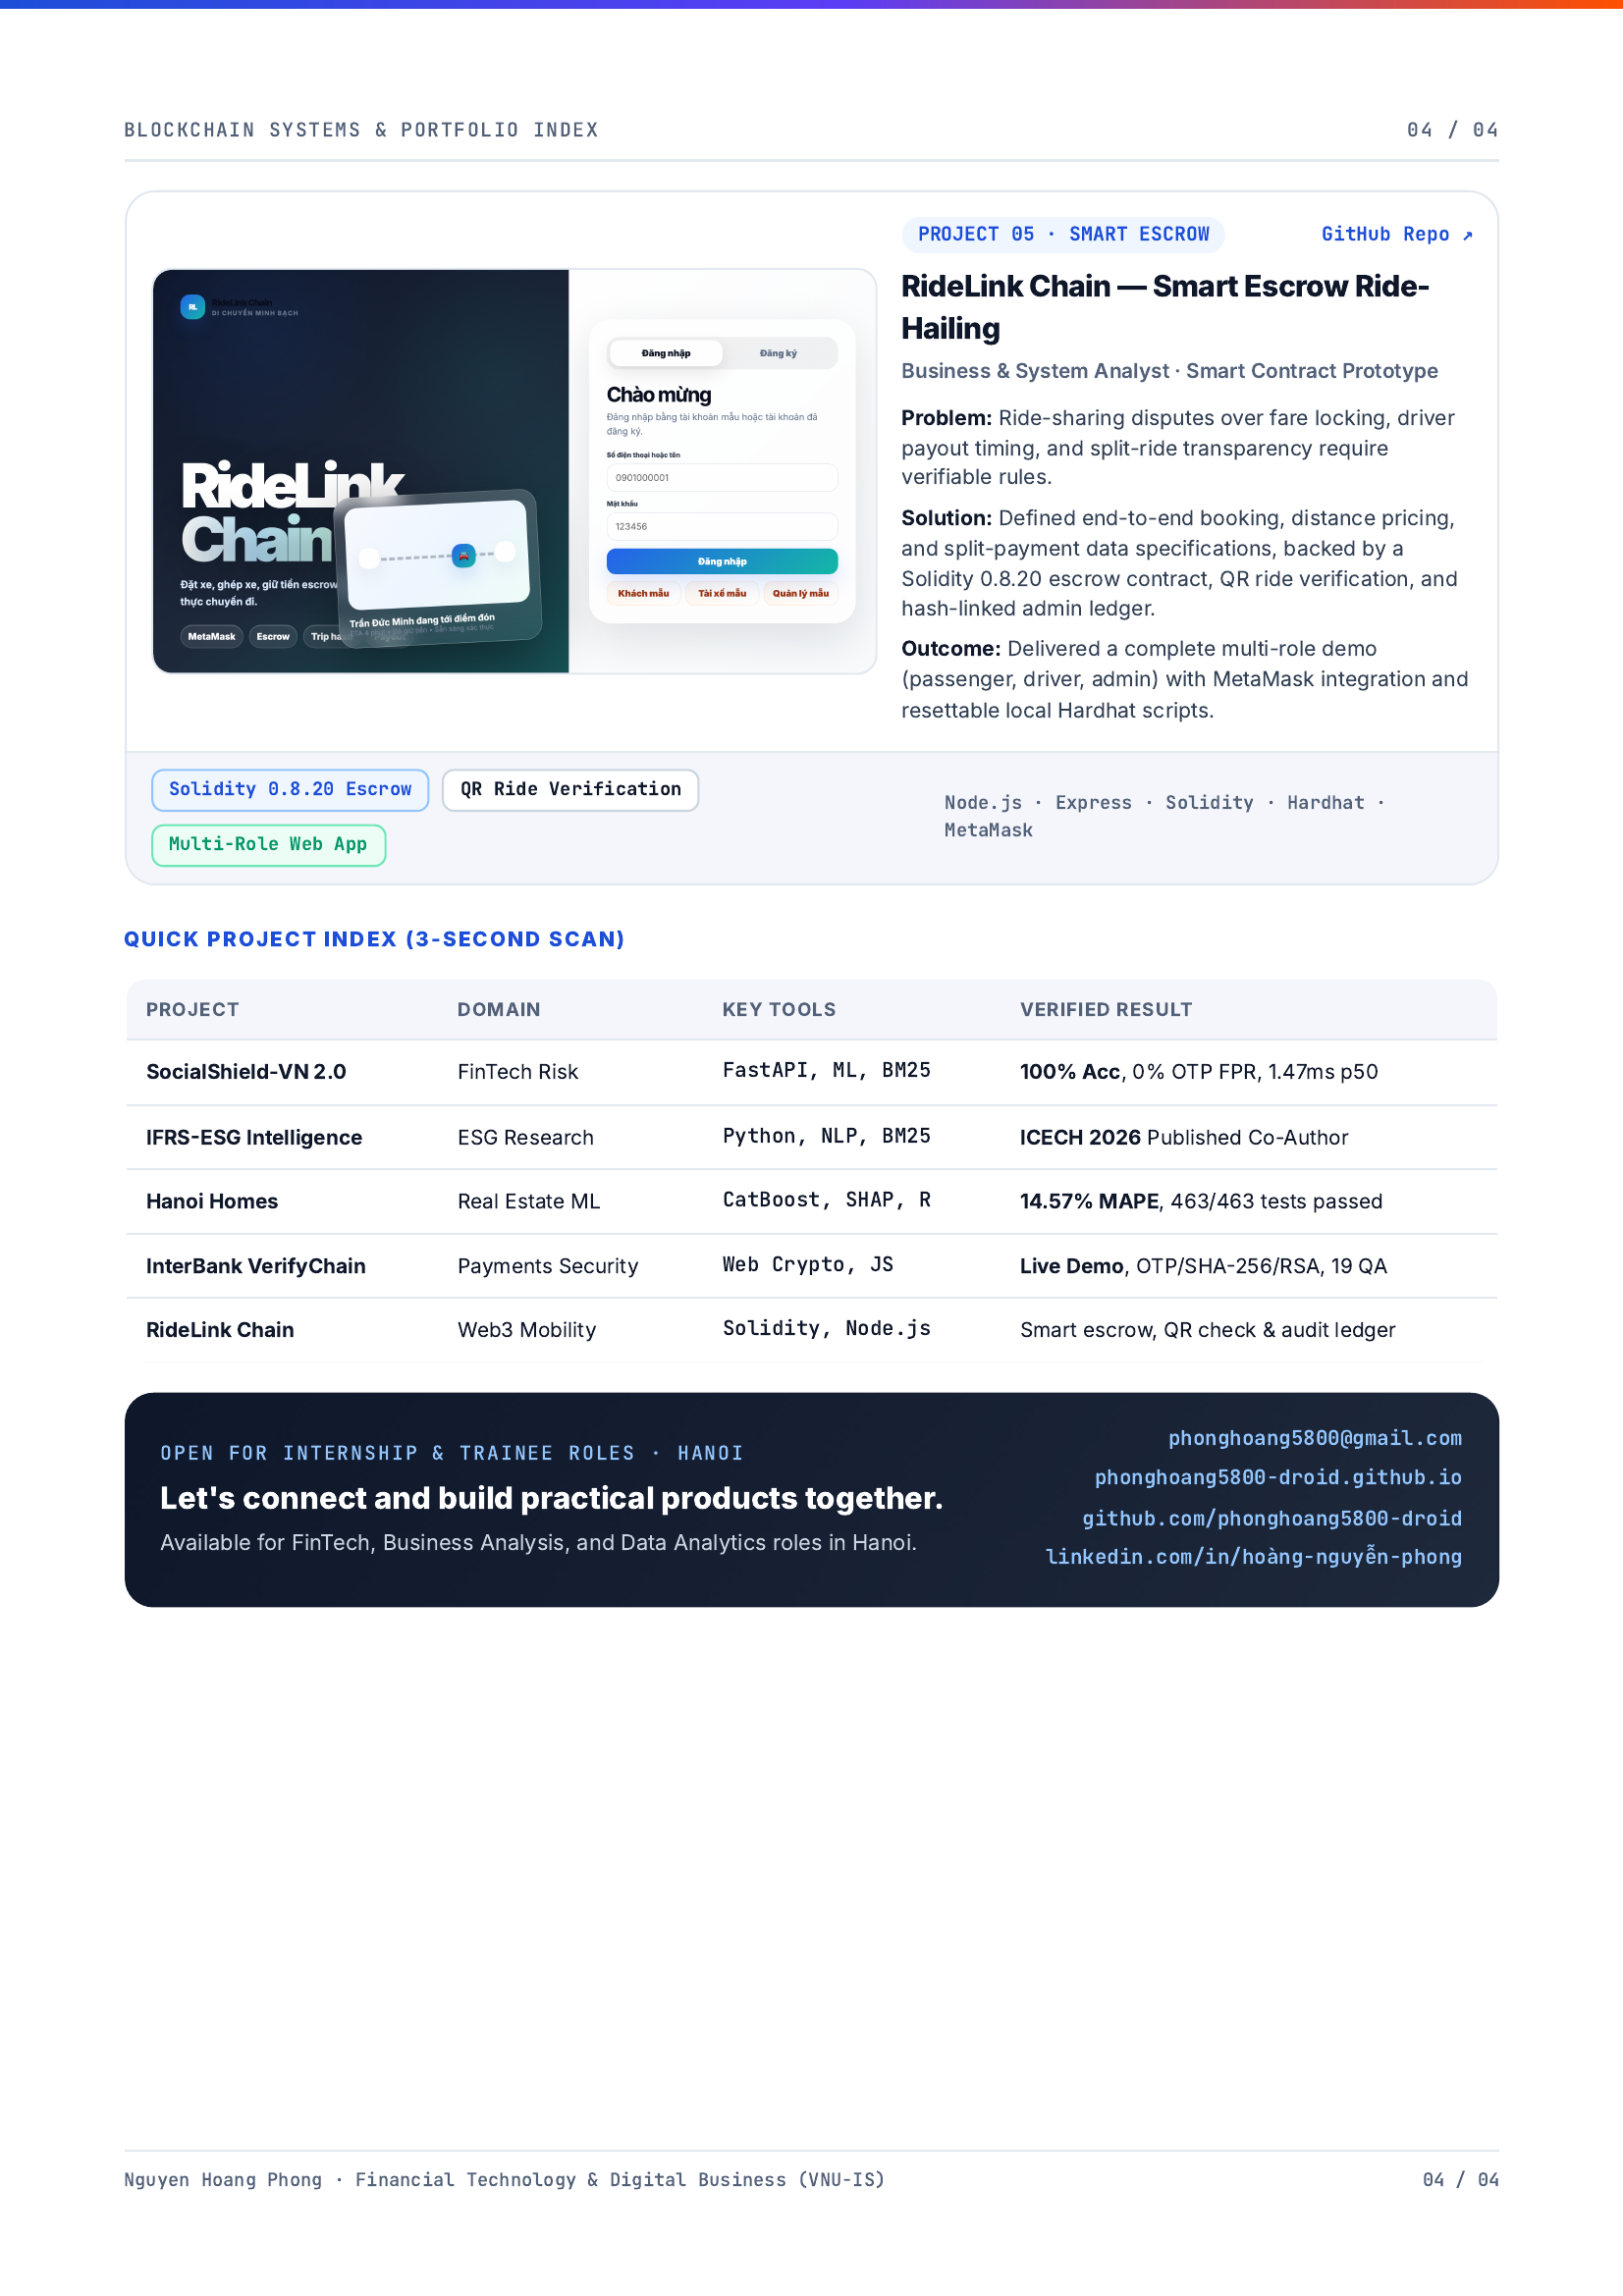 BLOCKCHAIN SYSTEMS & PORTFOLIO INDEX
04 / 04
RL
RideLink Chain
DI CHUYỂN MINH BẠCH
RideLink
Chain
Đặt xe, ghép xe, giữ tiền escrow
thực chuyến đi.
MetaMask
Escrow
Trip
Trần Đức Minh đang tới điểm đón
Đăng nhập
Đăng ký
Chào mừng
Đăng nhập bằng tài khoản mẫu hoặc tài khoản đã
đăng ký.
Số điện thoại hoặc tên
0901000001
Mật khẩu
123456
Đăng nhập
Khách mẫu
Tài xế mẫu
Quản lý mẫu
PROJECT 05 · SMART ESCROW
GitHub Repo ↗
RideLink Chain — Smart Escrow Ride-
Hailing
Business & System Analyst · Smart Contract Prototype
Problem: Ride-sharing disputes over fare locking, driver
payout timing, and split-ride transparency require
verifiable rules.
Solution: Defined end-to-end booking, distance pricing,
and split-payment data specifications, backed by a
Solidity 0.8.20 escrow contract, QR ride verification, and
hash-linked admin ledger.
Outcome: Delivered a complete multi-role demo
(passenger, driver, admin) with MetaMask integration and
resettable local Hardhat scripts.
Solidity 0.8.20 Escrow
QR Ride Verification
Multi-Role Web App
Node.js · Express · Solidity · Hardhat ·
MetaMask
QUICK PROJECT INDEX (3-SECOND SCAN)
PROJECT DOMAIN KEY TOOLS VERIFIED RESULT
SocialShield-VN 2.0 FinTech Risk FastAPI, ML, BM25 100% Acc, 0% OTP FPR, 1.47ms p50
IFRS-ESG Intelligence ESG Research Python, NLP, BM25 ICECH 2026 Published Co-Author
Hanoi Homes Real Estate ML CatBoost, SHAP, R 14.57% MAPE, 463/463 tests passed
InterBank VerifyChain Payments Security Web Crypto, JS Live Demo, OTP/SHA-256/RSA, 19 QA
RideLink Chain Web3 Mobility Solidity, Node.js Smart escrow, QR check & audit ledger
OPEN FOR INTERNSHIP & TRAINEE ROLES · HANOI
Let's connect and build practical products together.
Available for FinTech, Business Analysis, and Data Analytics roles in Hanoi.
phonghoang5800@gmail.com
phonghoang5800-droid.github.io
github.com/phonghoang5800-droid
linkedin.com/in/hoàng-nguyễn-phong
Nguyen Hoang Phong · Financial Technology & Digital Business (VNU-IS)
04 / 04